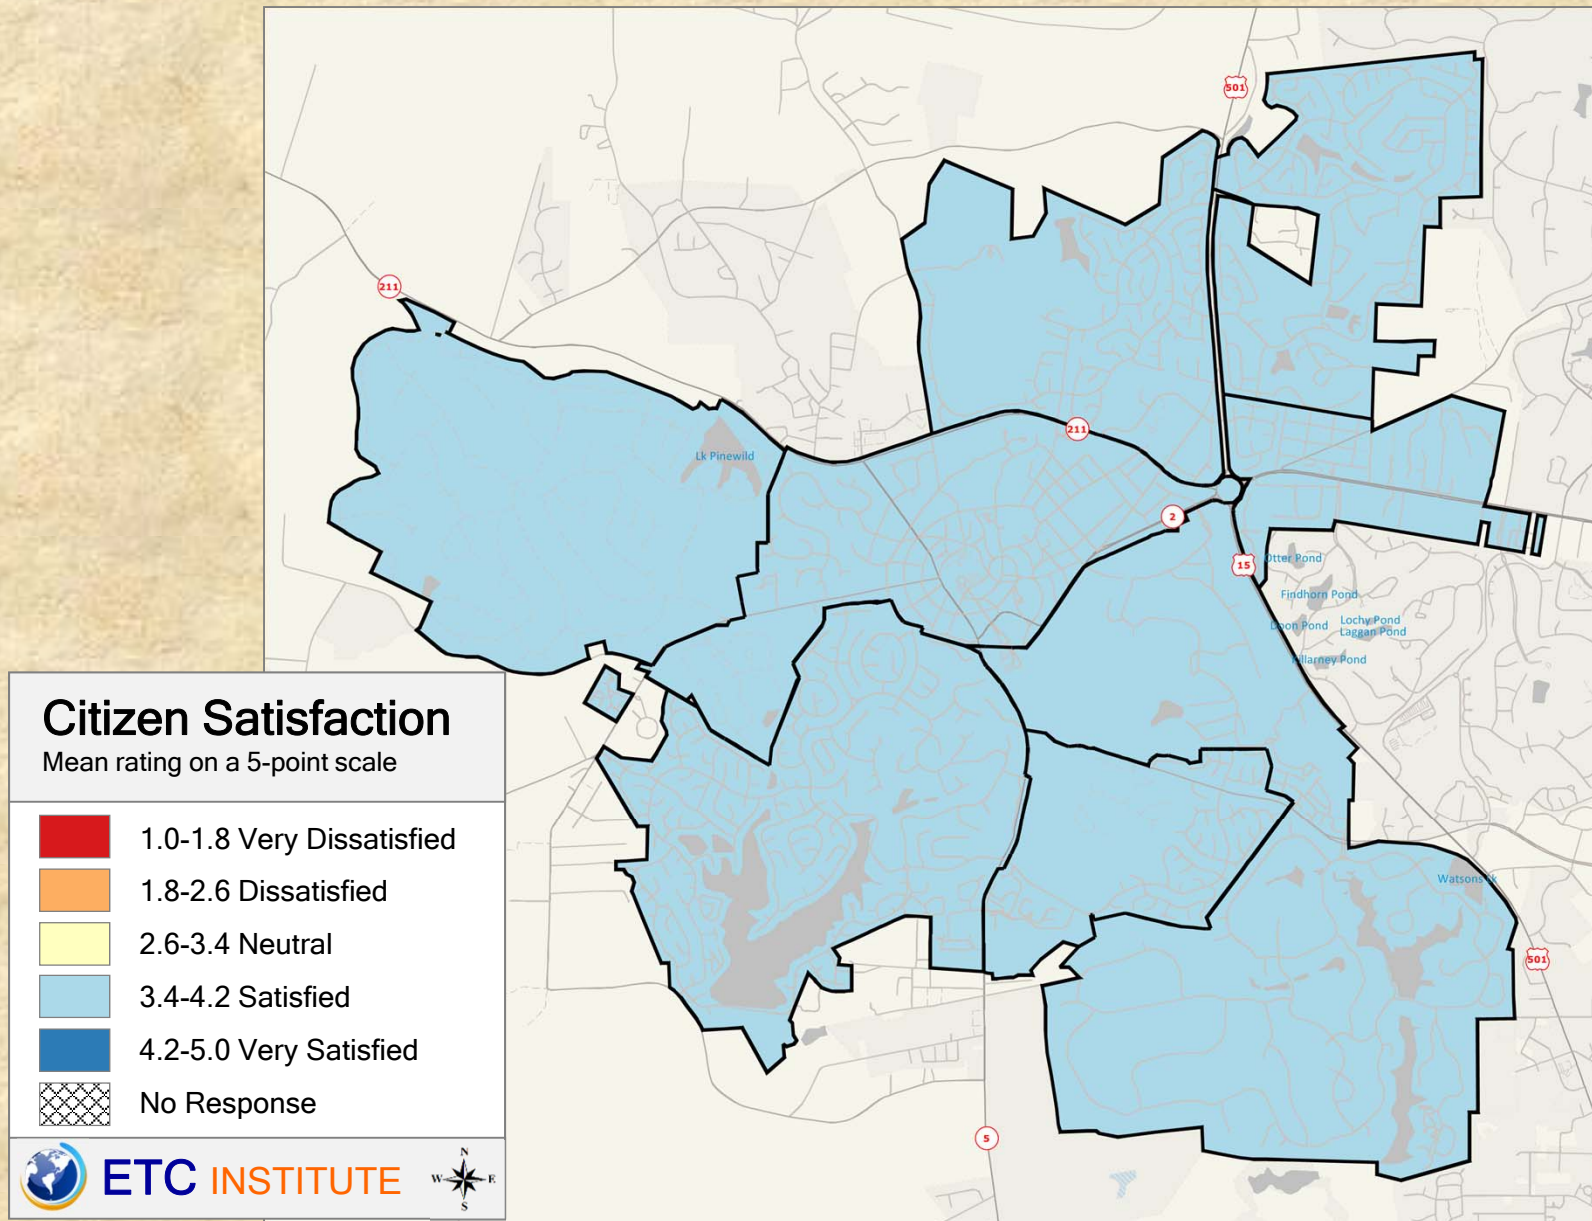 501
211
211
Lk Pinewild
2
15
Otter Pond
Findhorn Pond
Doon Pond
Lochy Pond
Laggan Pond
Killarney Pond
Watsons Lk
501
5
Citizen Satisfaction
Mean rating on a 5-point scale
1.0-1.8 Very Dissatisfied
1.8-2.6 Dissatisfied
2.6-3.4 Neutral
3.4-4.2 Satisfied
4.2-5.0 Very Satisfied
No Response
ETC INSTITUTE
N
W E
S